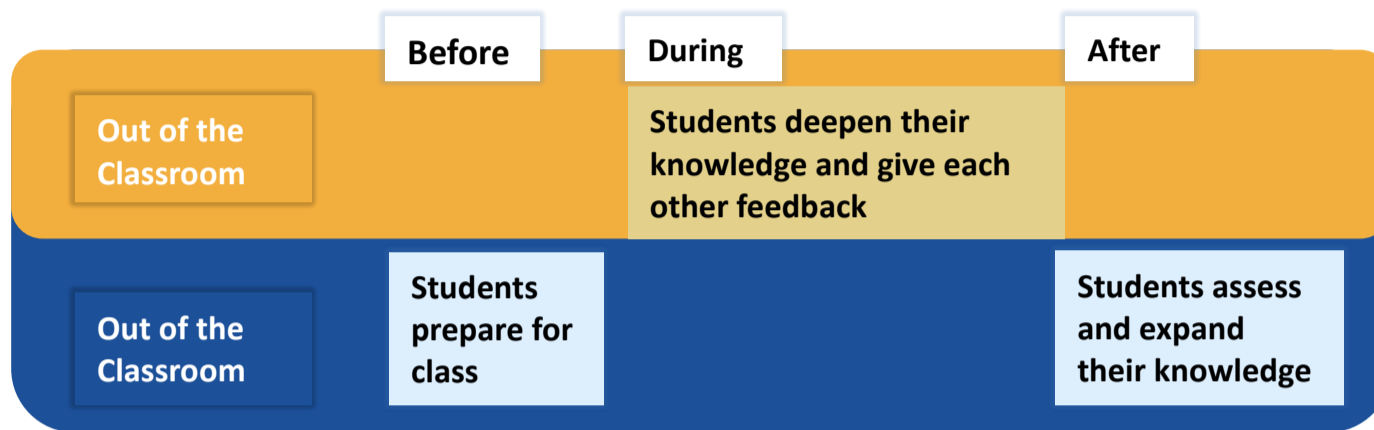 Before
During
After
Out of the
Classroom
Students deepen their
knowledge and give each
other feedback
Out of the
Classroom
Students
prepare for
class
Students assess
and expand
their knowledge